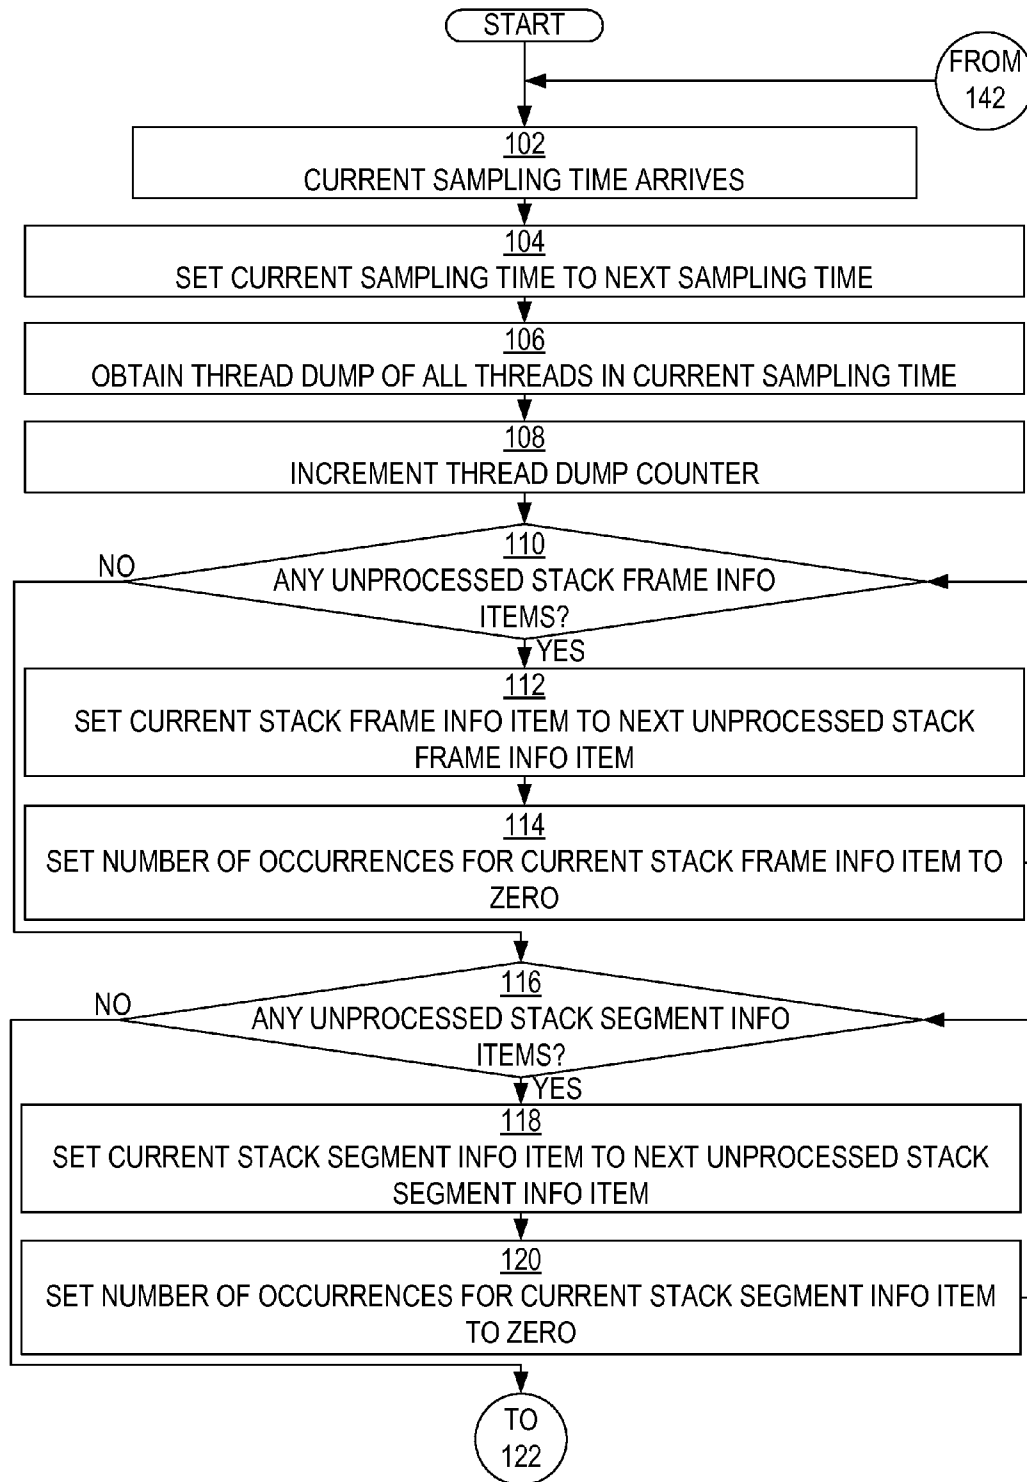 START
FROM
142
102
CURRENT SAMPLING TIME ARRIVES
104
SET CURRENT SAMPLING TIME TO NEXT SAMPLING TIME
106
OBTAIN THREAD DUMP OF ALL THREADS IN CURRENT SAMPLING TIME
108
INCREMENT THREAD DUMP COUNTER
110
NO
ANY UNPROCESSED STACK FRAME INFO
ITEMS?
YES
112
SET CURRENT STACK FRAME INFO ITEM TO NEXT UNPROCESSED STACK
FRAME INFO ITEM
114
SET NUMBER OF OCCURRENCES FOR CURRENT STACK FRAME INFO ITEM TO
ZERO
116
NO
ANY UNPROCESSED STACK SEGMENT INFO
ITEMS?
YES
118
SET CURRENT STACK SEGMENT INFO ITEM TO NEXT UNPROCESSED STACK
SEGMENT INFO ITEM
120
SET NUMBER OF OCCURRENCES FOR CURRENT STACK SEGMENT INFO ITEM
TO ZERO
TO
122